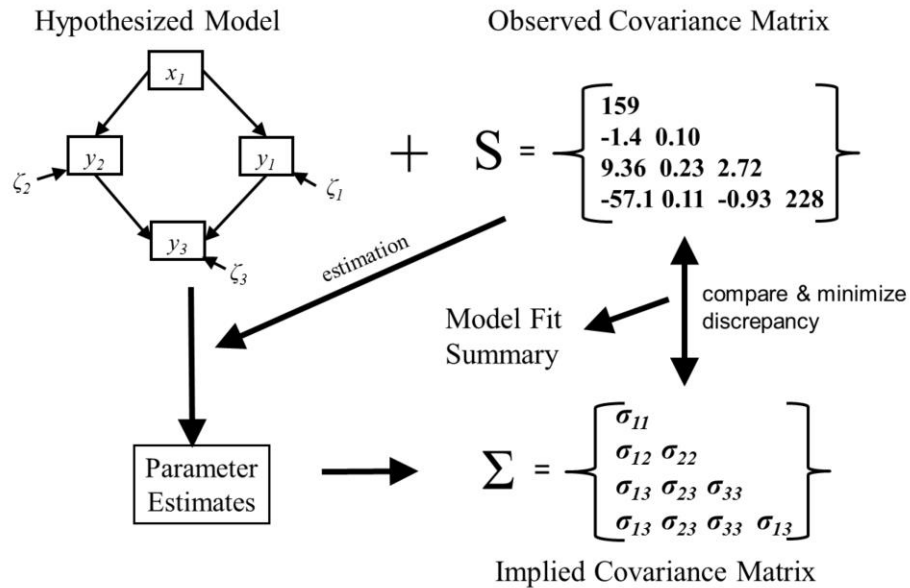 Hypothesized Model
Observed Covariance Matrix
x1
y2
y1
ζ2
ζ1
y3
ζ3
+
S =
159
-1.4 0.10
9.36 0.23 2.72
-57.1 0.11 -0.93 228
estimation
compare & minimize
discrepancy
Model Fit
Summary
Parameter
Estimates
Σ =
σ11
σ12 σ22
σ13 σ23 σ33
σ13 σ23 σ33 σ13
Implied Covariance Matrix